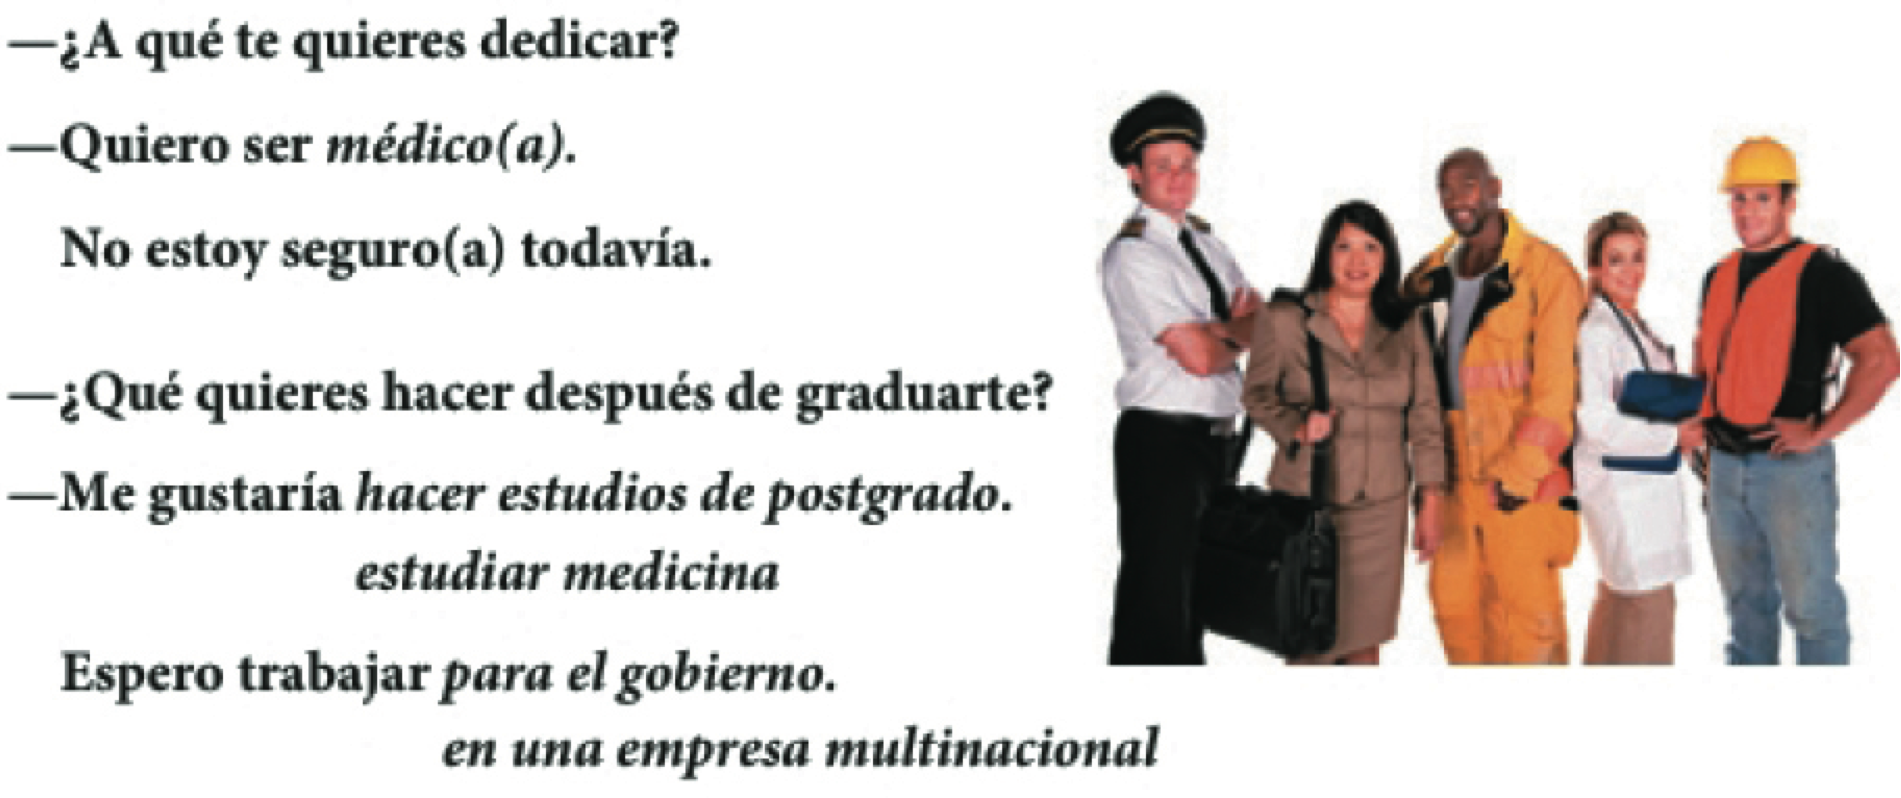 —¿A qué te quieres dedicar?
—Quiero ser médico(a).
No estoy seguro(a) todavía.
—¿Qué quieres hacer después de graduarte?
—Me gustaría hacer estudios de postgrado.
estudiar medicina
Espero trabajar para el gobierno.
en una empresa multinacional